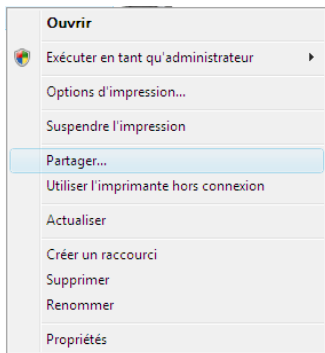 Ouvrir
Exécuter en tant qu'administrateur
Options d'impression...
Suspendre l'impression
Partager...
Utiliser l'imprimante hors connexion
Actualiser
Créer un raccourci
Supprimer
Renommer
Propriétés